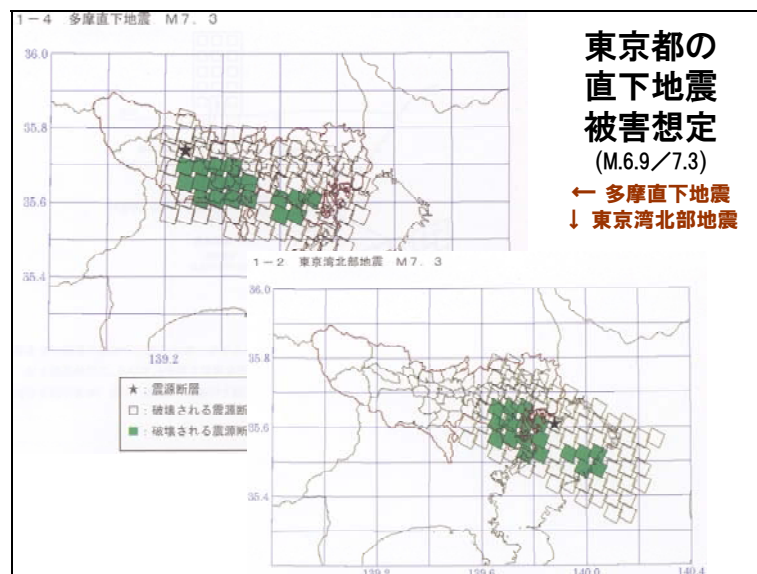 1－4 多摩直下地震 M7．3
36.0
35.8
35.6
35.4
139.2
★：震源断層
□：破壊される震源断
■：破壊される震源断
東京都の
直下地震
被害想定
(M.6.9／7.3)
← 多摩直下地震
↓ 東京湾北部地震
1－2 東京湾北部地震 M7．3
36.0
35.8
35.6
35.4
139.2
139.6
140.0
140.4